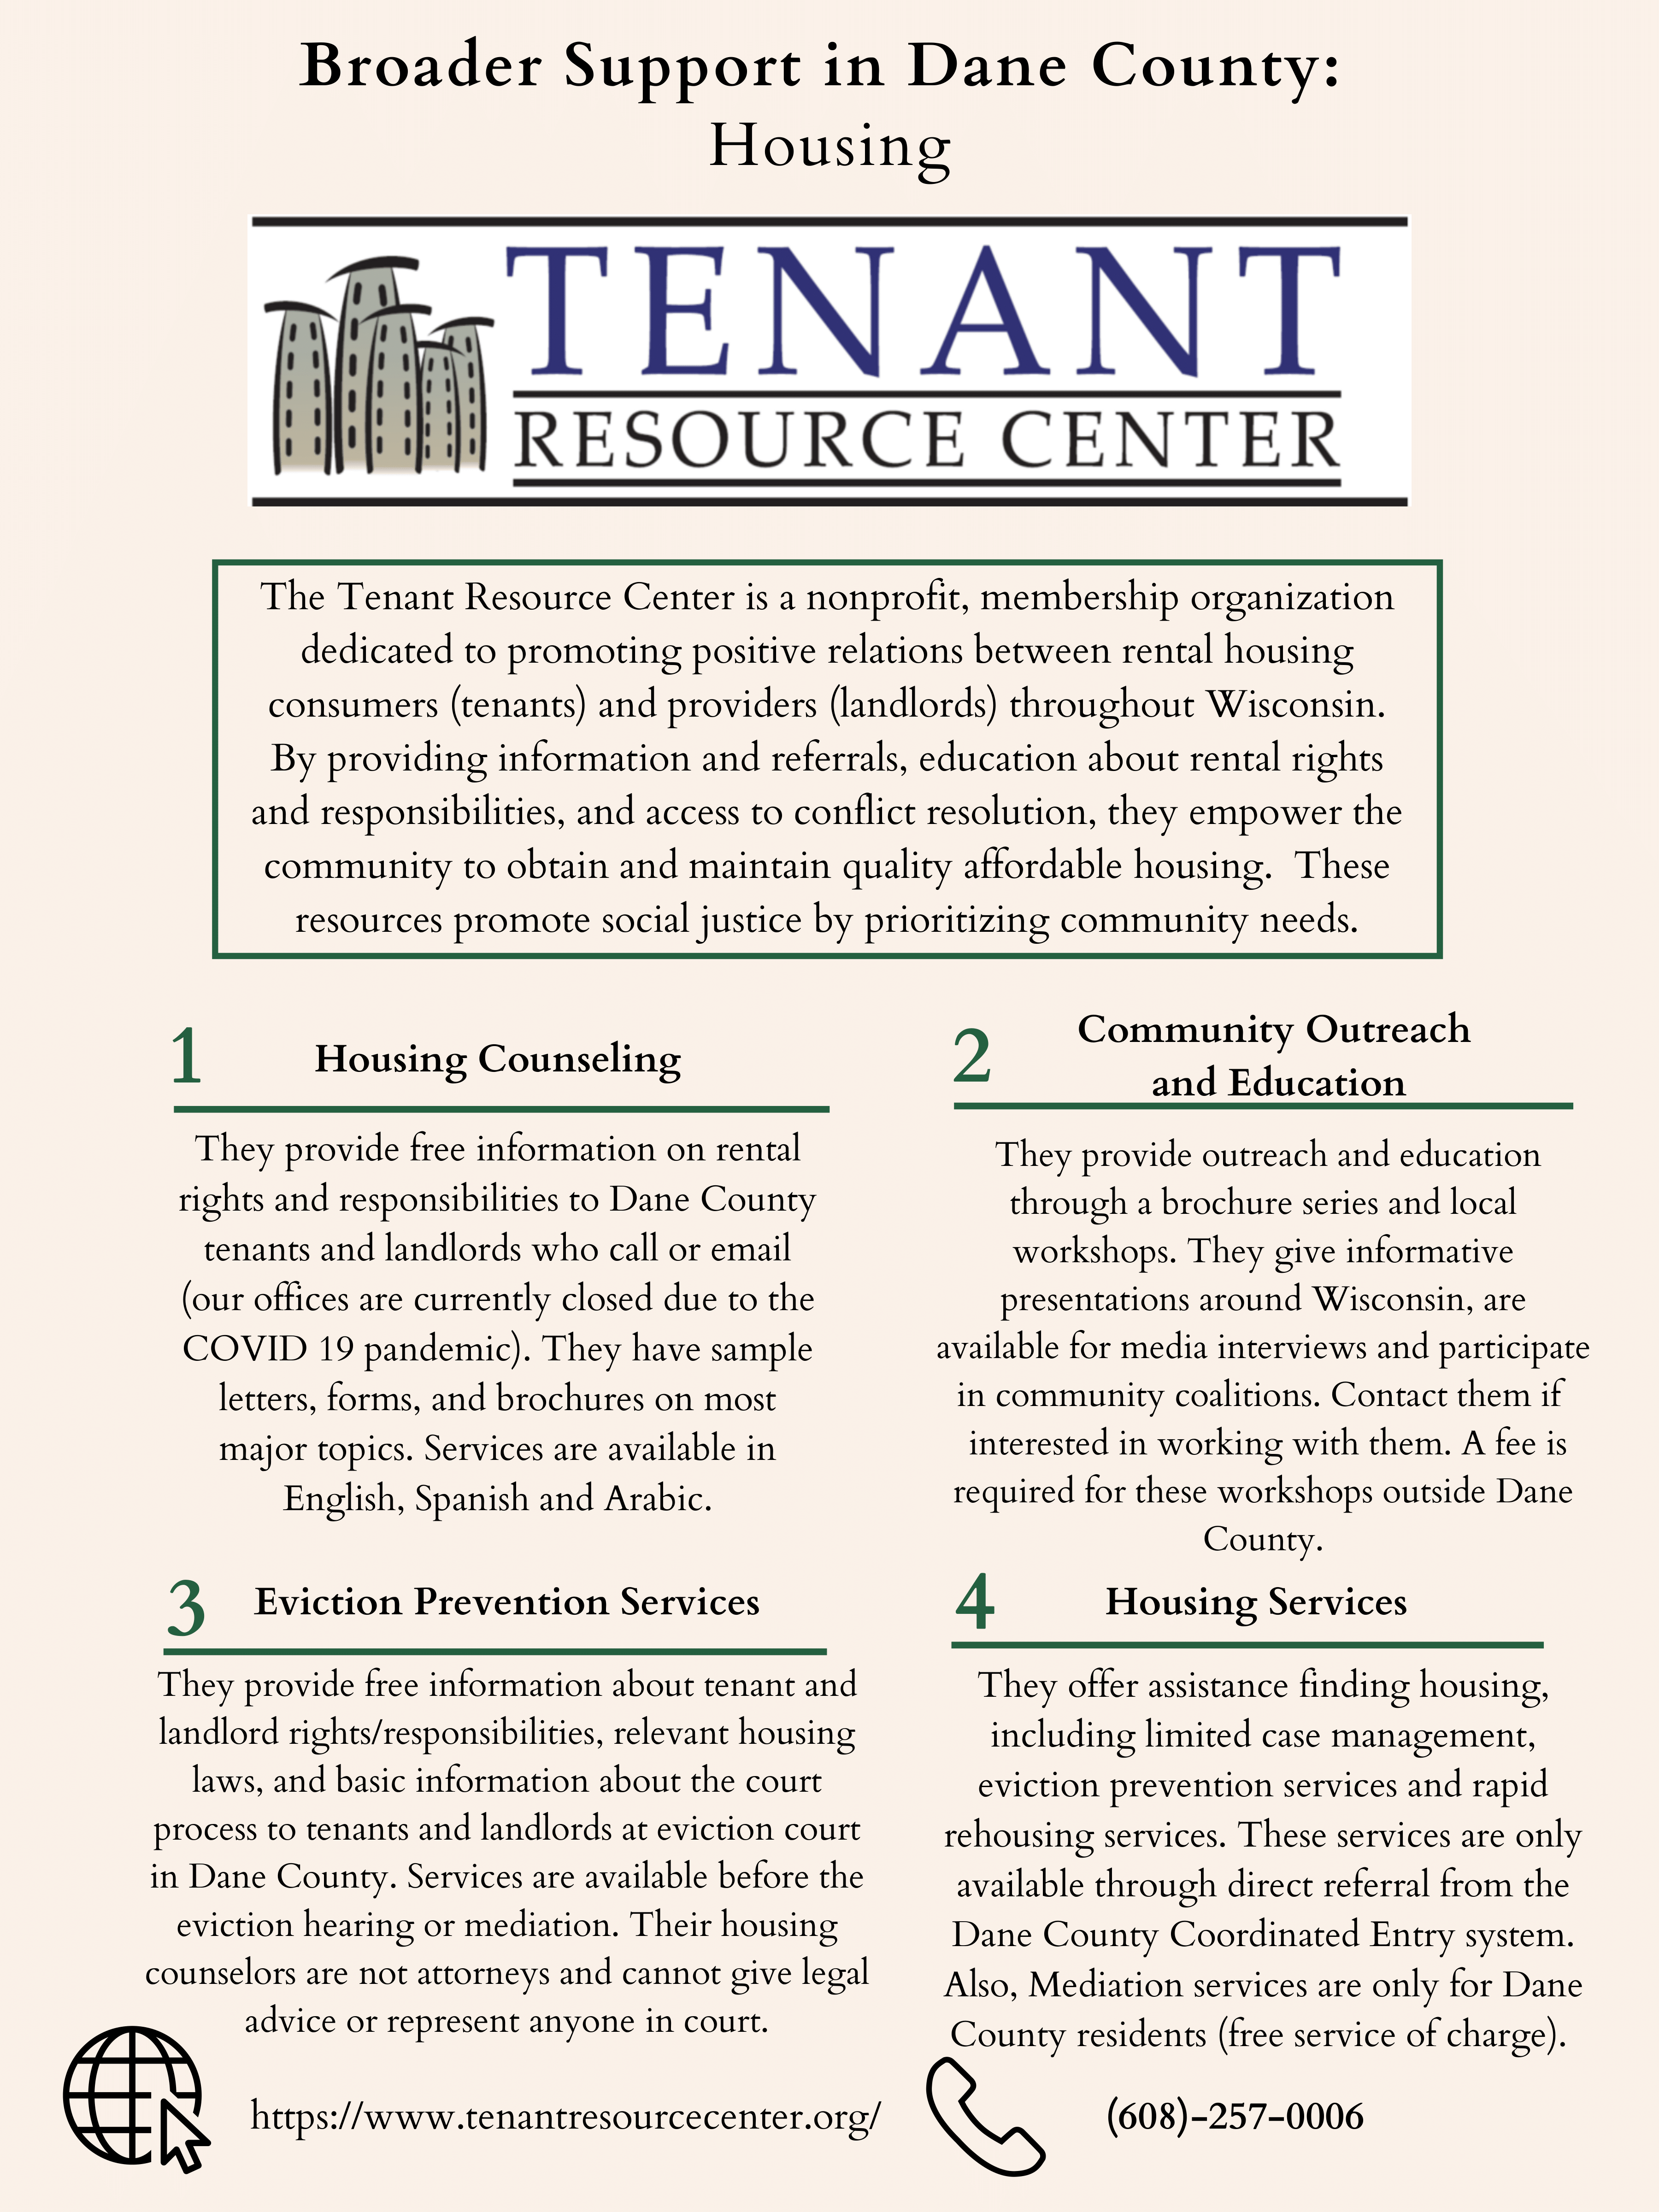 Broader Support in Dane County:
Housing
TENANT
RESOURCE CENTER
The Tenant Resource Center is a nonprofit, membership organization
dedicated to promoting positive relations between rental housing
consumers (tenants) and providers (landlords) throughout Wisconsin.
By providing information and referrals, education about rental rights
and responsibilities, and access to conflict resolution, they empower the
community to obtain and maintain quality affordable housing.  These
resources promote social justice by prioritizing community needs.
1
Housing Counseling
They provide free information on rental
rights and responsibilities to Dane County
tenants and landlords who call or email
(our offices are currently closed due to the
COVID 19 pandemic). They have sample
letters, forms, and brochures on most
major topics. Services are available in
English, Spanish and Arabic.
2
Community Outreach
and Education
They provide outreach and education
through a brochure series and local
workshops. They give informative
presentations around Wisconsin, are
available for media interviews and participate
in community coalitions. Contact them if
interested in working with them. A fee is
required for these workshops outside Dane
County.
3
Eviction Prevention Services
They provide free information about tenant and
landlord rights/responsibilities, relevant housing
laws, and basic information about the court
process to tenants and landlords at eviction court
in Dane County. Services are available before the
eviction hearing or mediation. Their housing
counselors are not attorneys and cannot give legal
advice or represent anyone in court.
4
Housing Services
They offer assistance finding housing,
including limited case management,
eviction prevention services and rapid
rehousing services. These services are only
available through direct referral from the
Dane County Coordinated Entry system.
Also, Mediation services are only for Dane
County residents (free service of charge).
https://www.tenantresourcecenter.org/
(608)-257-0006